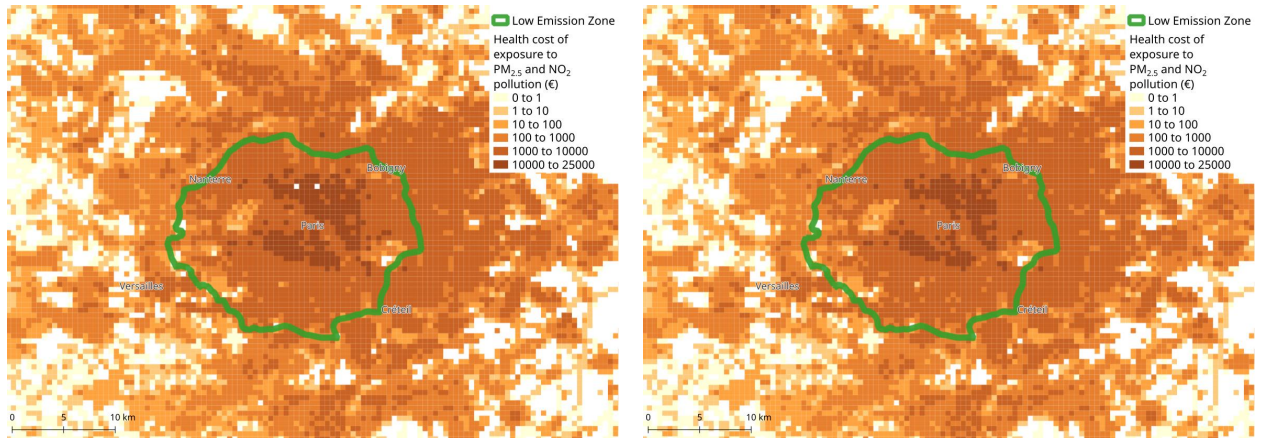 Low Emission Zone
Health cost of
exposure to
PM2.5 and NO2
pollution (€)
0 to 1
1 to 10
10 to 100
100 to 1000
1000 to 10000
10000 to 25000
Bobigny
Nanterre
Paris
Versailles
Créteil
0 5 10 km
Low Emission Zone
Health cost of
exposure to
PM2.5 and NO2
pollution (€)
0 to 1
1 to 10
10 to 100
100 to 1000
1000 to 10000
10000 to 25000
Bobigny
Nanterre
Paris
Versailles
Créteil
0 5 10 km